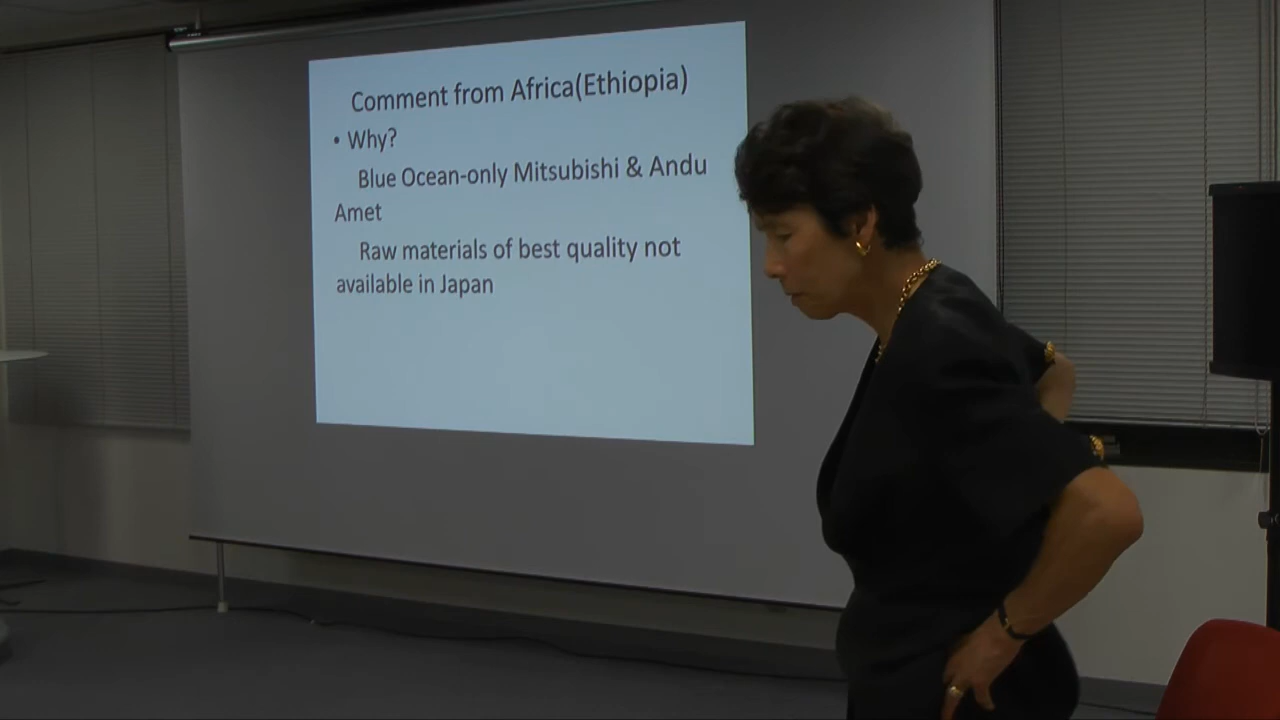 Comment from Africa(Ethiopia)
• Why?
Blue Ocean-only Mitsubishi & Andu
Amet
Raw materials of best quality not
available in Japan